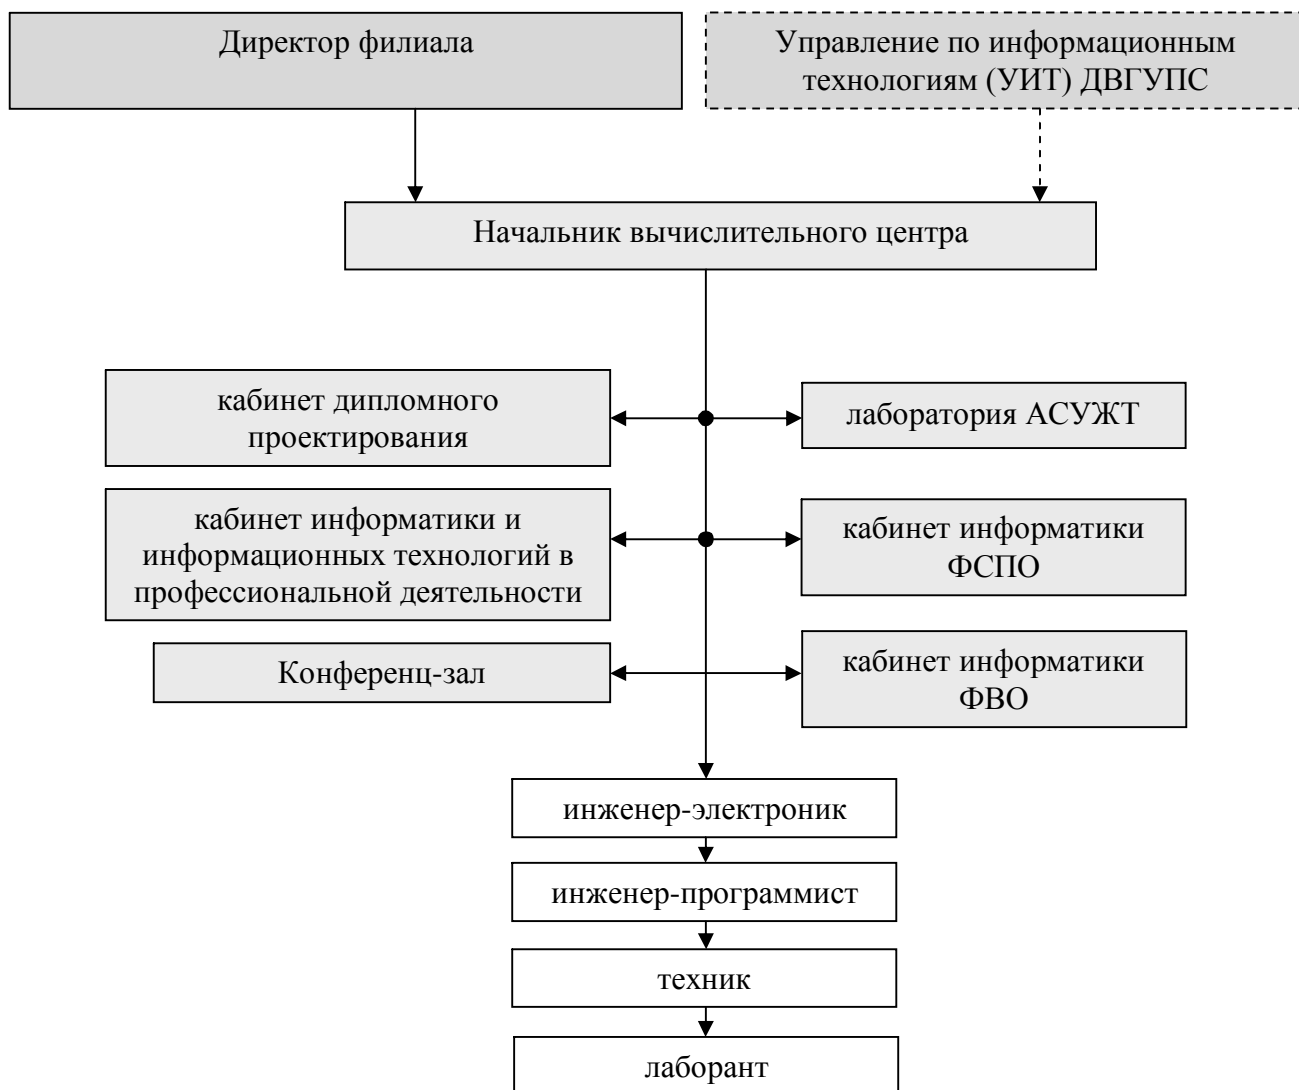 Директор филиала
Управление по информационным
технологиям (УИТ) ДВГУПС
Начальник вычислительного центра
кабинет дипломного
проектирования
лаборатория АСУЖТ
кабинет информатики и
информационных технологий в
профессиональной деятельности
кабинет информатики
ФСПО
Конференц-зал
кабинет информатики
ФВО
инженер-электроник
инженер-программист
техник
лаборант